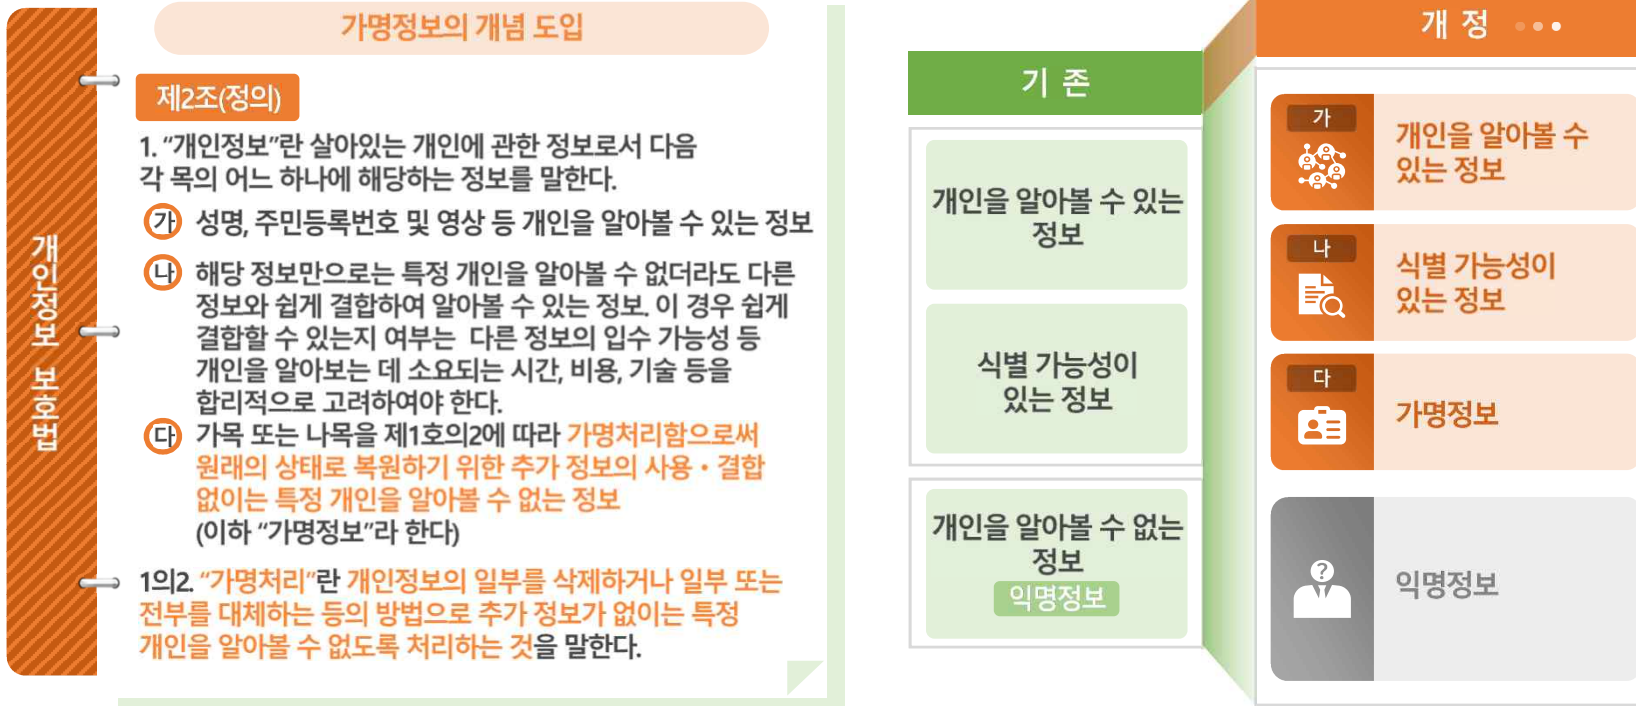 가명정보의 개념 도입
개인정보 보호법
제2조(정의)
1. “개인정보”란 살아있는 개인에 관한 정보로서 다음
각 목의 어느 하나에 해당하는 정보를 말한다.
가 성명, 주민등록번호 및 영상 등 개인을 알아볼 수 있는 정보
나 해당 정보만으로는 특정 개인을 알아볼 수 없더라도 다른
정보와 쉽게 결합하여 알아볼 수 있는 정보. 이 경우 쉽게
결합할 수 있는지 여부는 다른 정보의 입수 가능성 등
개인을 알아보는 데 소요되는 시간, 비용, 기술 등을
합리적으로 고려하여야 한다.
다 가목 또는 나목을 제1호의2에 따라 가명처리함으로써
원래의 상태로 복원하기 위한 추가 정보의 사용・결합
없이는 특정 개인을 알아볼 수 없는 정보
(이하 “가명정보”라 한다)
1의2. “가명처리”란 개인정보의 일부를 삭제하거나 일부 또는
전부를 대체하는 등의 방법으로 추가 정보가 없이는 특정
개인을 알아볼 수 없도록 처리하는 것을 말한다.
기 존
개인을 알아볼 수 있는
정보
식별 가능성이
있는 정보
개인을 알아볼 수 없는
정보
익명정보
개 정
가
개인을 알아볼 수
있는 정보
나
식별 가능성이
있는 정보
다
가명정보
익명정보